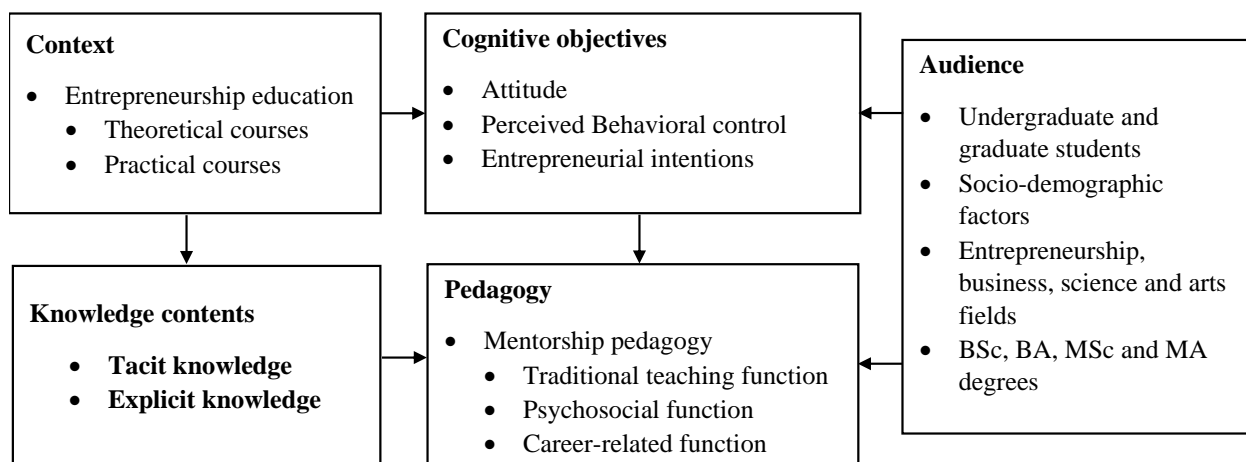 Context
• Entrepreneurship education
• Theoretical courses
• Practical courses
Cognitive objectives
• Attitude
• Perceived Behavioral control
• Entrepreneurial intentions
Audience
• Undergraduate and
graduate students
• Socio-demographic
factors
• Entrepreneurship,
business, science and arts
fields
• BSc, BA, MSc and MA
degrees
Knowledge contents
• Tacit knowledge
• Explicit knowledge
Pedagogy
• Mentorship pedagogy
• Traditional teaching function
• Psychosocial function
• Career-related function